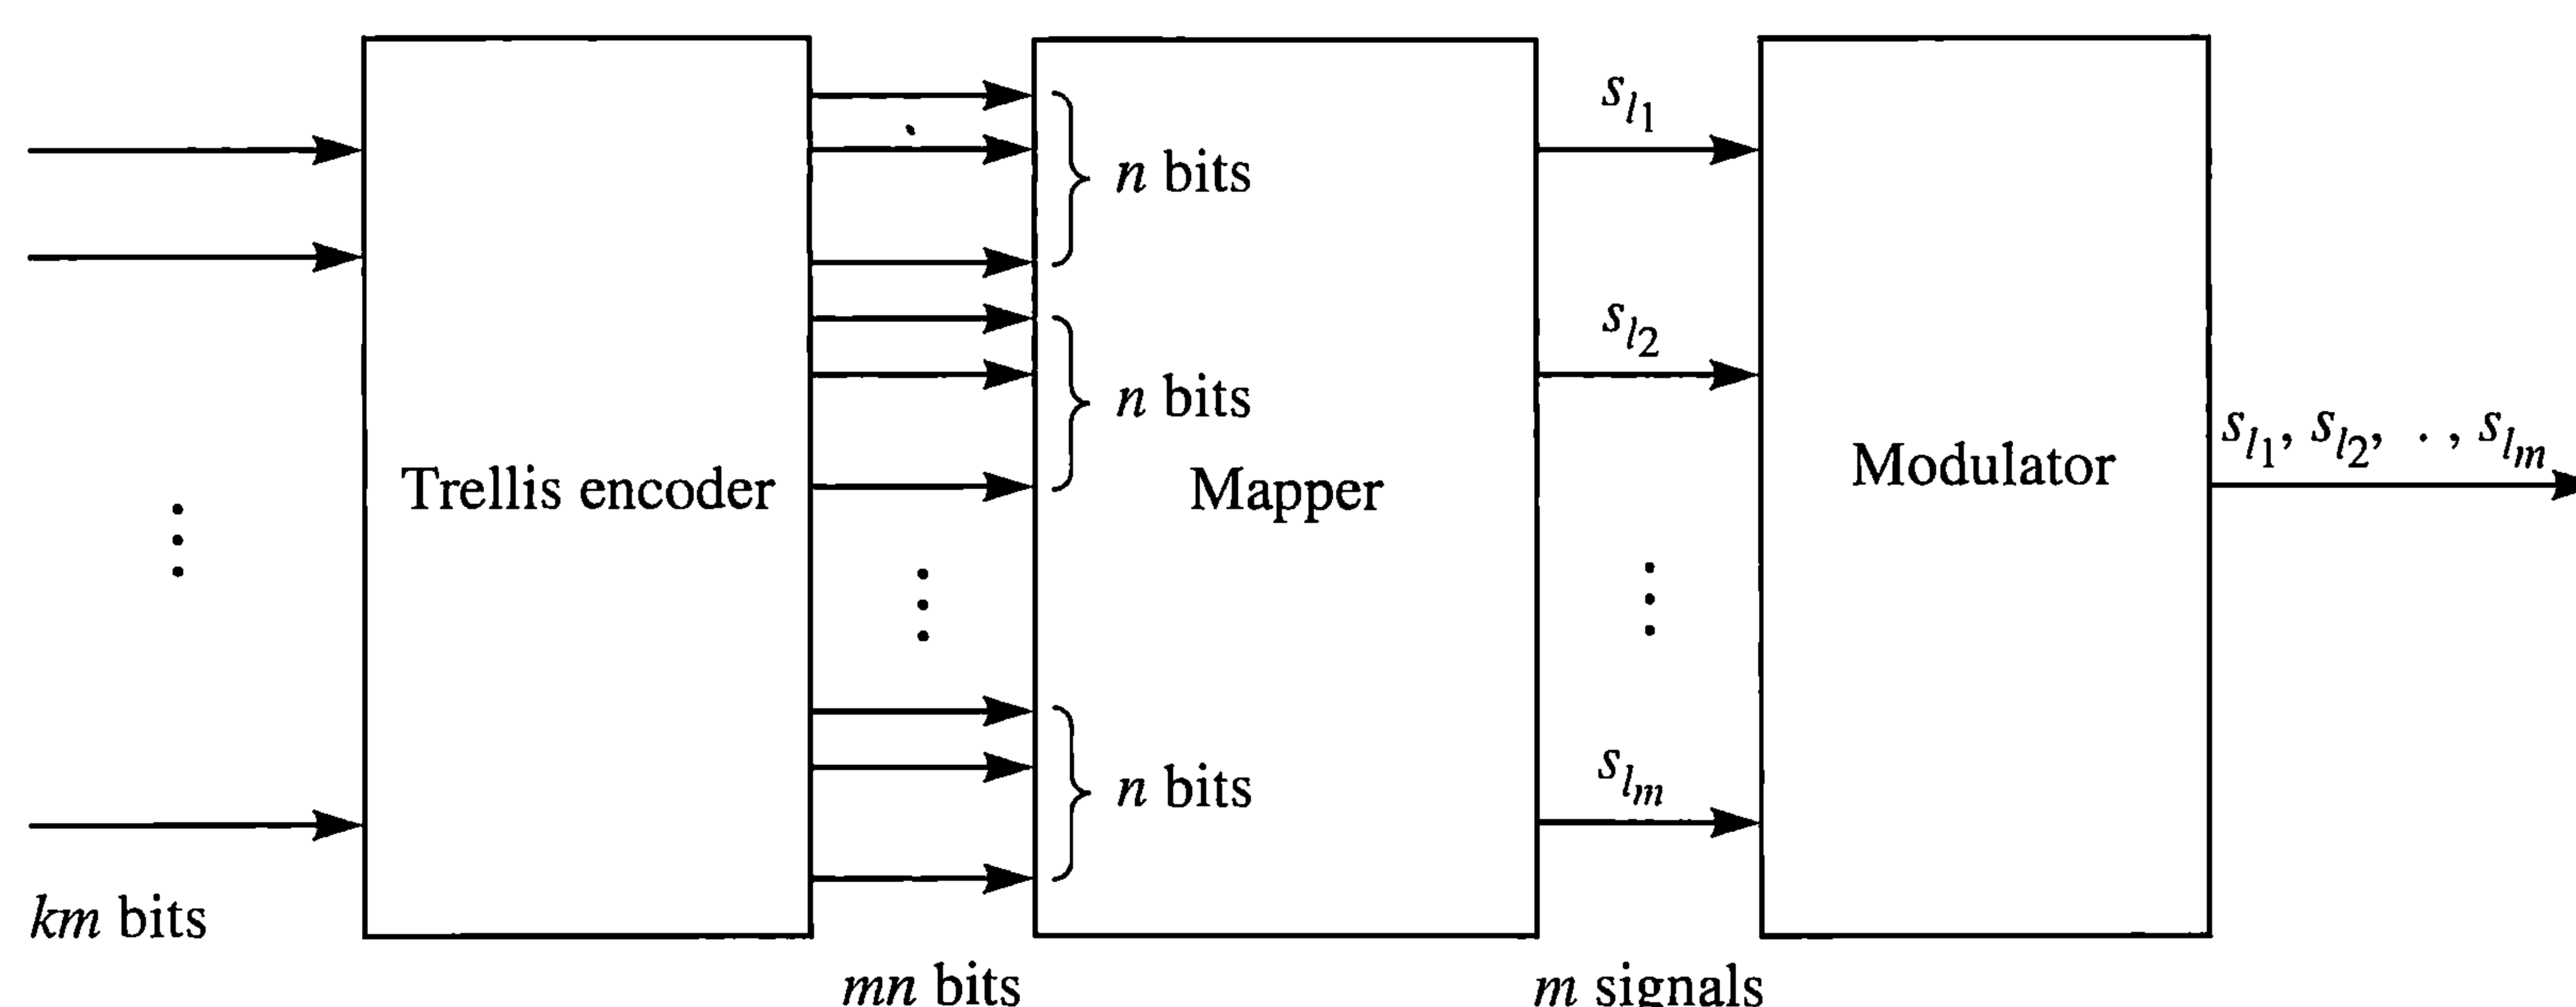 Trellis encoder
n bits
n bits
n bits
Mapper
s_{l_1}
s_{l_2}
s_{l_m}
Modulator
s_{l_1}, s_{l_2}, . , s_{l_m}
km bits
mn bits
m signals